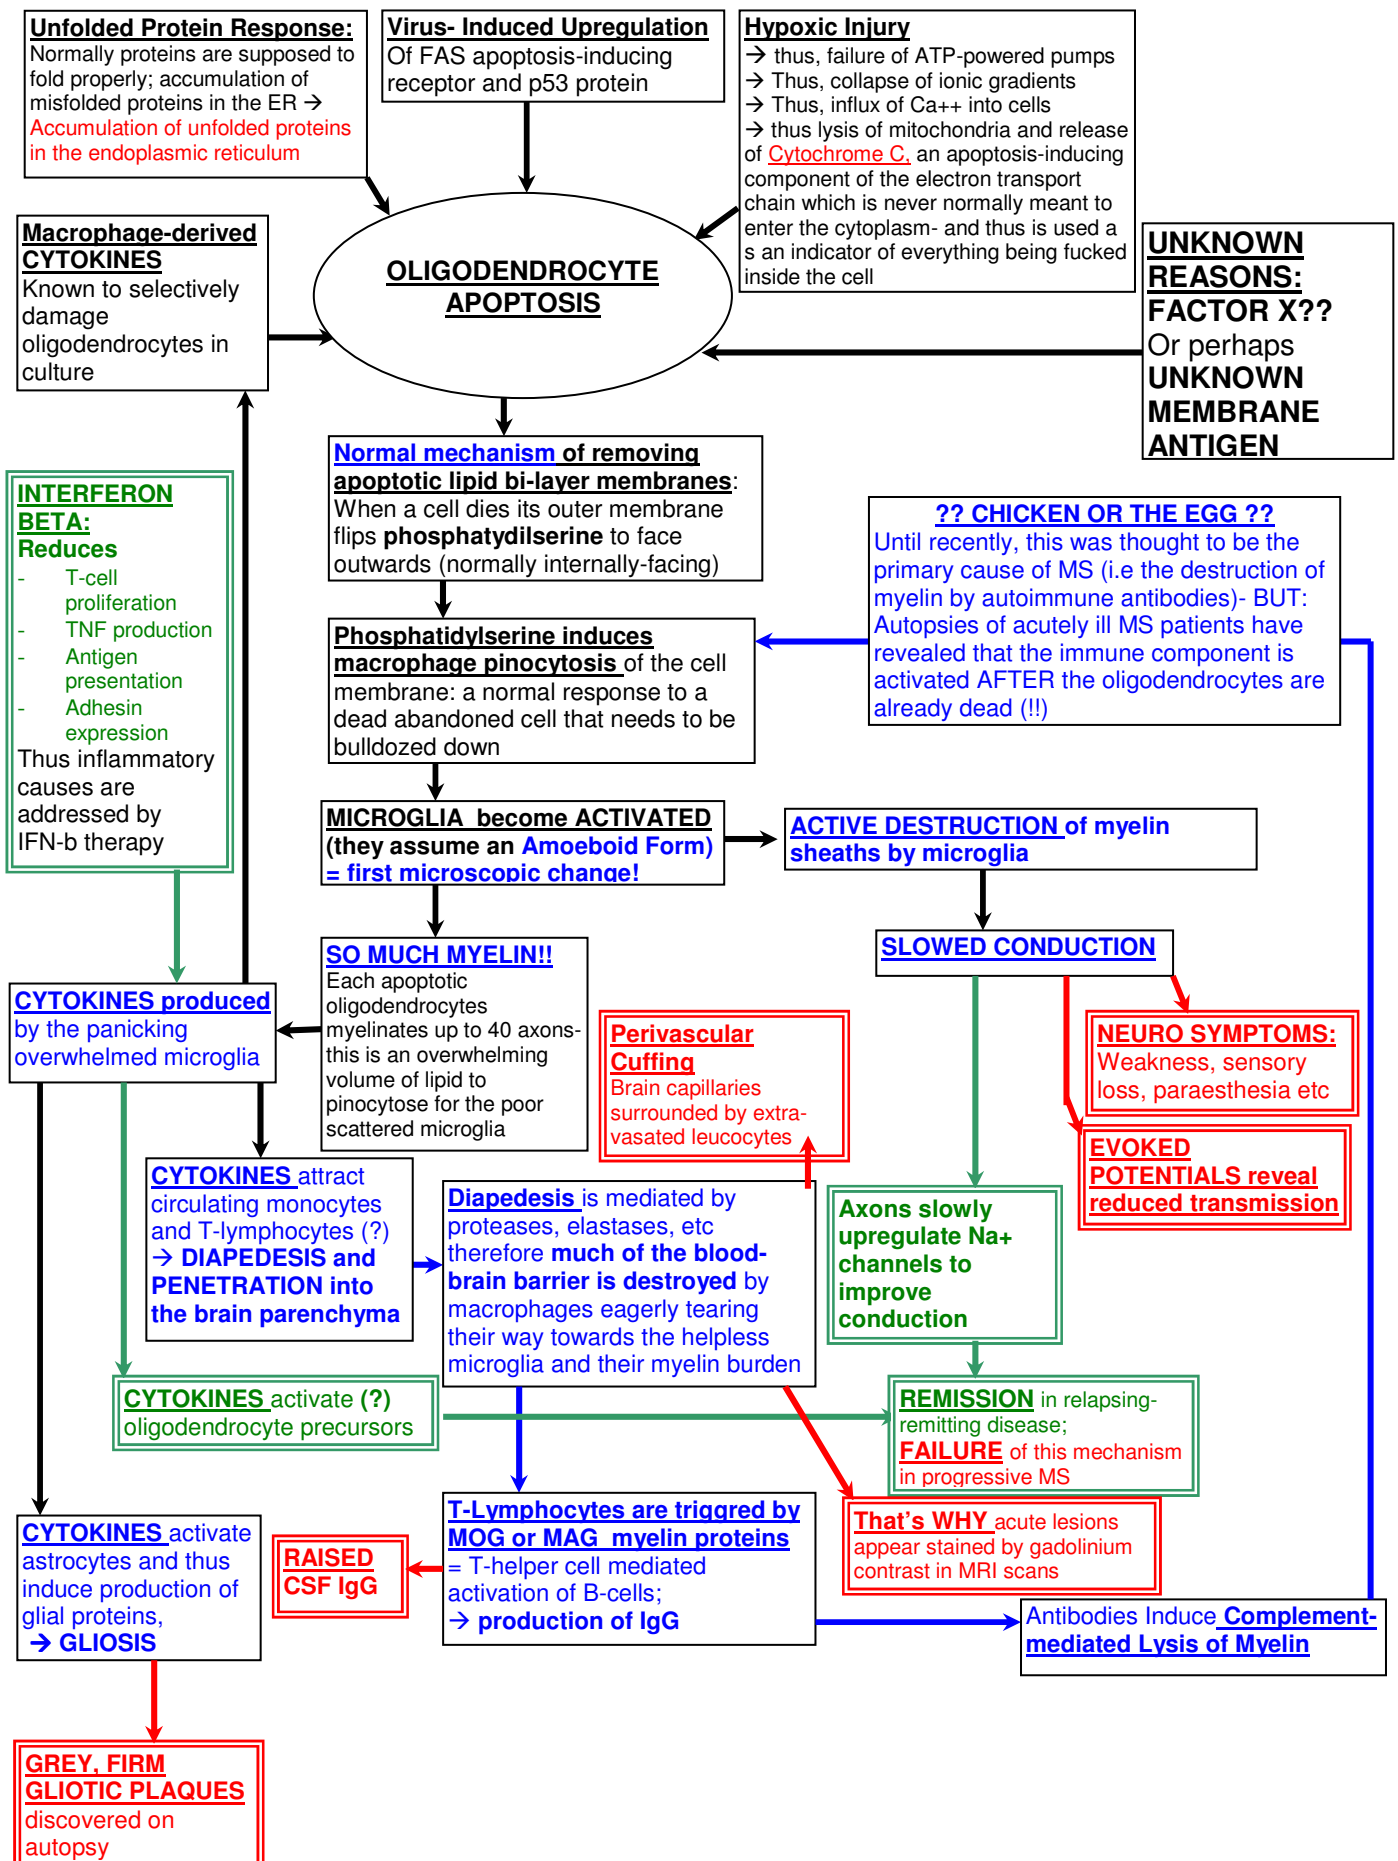 Unfolded Protein Response:
Normally proteins are supposed to
fold properly; accumulation of
misfolded proteins in the ER →
Accumulation of unfolded proteins
in the endoplasmic reticulum
Virus- Induced Upregulation
Of FAS apoptosis-inducing
receptor and p53 protein
Hypoxic Injury
→ thus, failure of ATP-powered pumps
→ Thus, collapse of ionic gradients
→ Thus, influx of Ca++ into cells
→ thus lysis of mitochondria and release
of Cytochrome C, an apoptosis-inducing
component of the electron transport
chain which is never normally meant to
enter the cytoplasm- and thus is used a
s an indicator of everything being fucked
inside the cell
Macrophage-derived
CYTOKINES
Known to selectively
damage
oligodendrocytes in
culture
OLIGODENDROCYTE
APOPTOSIS
UNKNOWN
REASONS:
FACTOR X??
Or perhaps
UNKNOWN
MEMBRANE
ANTIGEN
Normal mechanism of removing
apoptotic lipid bi-layer membranes:
When a cell dies its outer membrane
flips phosphatydilserine to face
outwards (normally internally-facing)
INTERFERON
BETA:
Reduces
- T-cell
proliferation
- TNF production
- Antigen
presentation
- Adhesin
expression
Thus inflammatory
causes are
addressed by
IFN-b therapy
?? CHICKEN OR THE EGG ??
Until recently, this was thought to be the
primary cause of MS (i.e the destruction of
myelin by autoimmune antibodies)- BUT:
Autopsies of acutely ill MS patients have
revealed that the immune component is
activated AFTER the oligodendrocytes are
already dead (!!)
Phosphatidylserine induces
macrophage pinocytosis of the cell
membrane: a normal response to a
dead abandoned cell that needs to be
bulldozed down
MICROGLIA become ACTIVATED
(they assume an Amoeboid Form)
= first microscopic change!
ACTIVE DESTRUCTION of myelin
sheaths by microglia
SO MUCH MYELIN!!
Each apoptotic
oligodendrocytes
myelinates up to 40 axons-
this is an overwhelming
volume of lipid to
pinocytose for the poor
scattered microglia
SLOWED CONDUCTION
CYTOKINES produced
by the panicking
overwhelmed microglia
Perivascular
Cuffing
Brain capillaries
surrounded by extra-
vasated leucocytes
NEURO SYMPTOMS:
Weakness, sensory
loss, paraesthesia etc
EVOKED
POTENTIALS reveal
reduced transmission
CYTOKINES attract
circulating monocytes
and T-lymphocytes (?)
→ DIAPEDESIS and
PENETRATION into
the brain parenchyma
Diapedesis is mediated by
proteases, elastases, etc
therefore much of the blood-
brain barrier is destroyed by
macrophages eagerly tearing
their way towards the helpless
microglia and their myelin burden
Axons slowly
upregulate Na+
channels to
improve
conduction
CYTOKINES activate (?)
oligodendrocyte precursors
REMISSION in relapsing-
remitting disease;
FAILURE of this mechanism
in progressive MS
T-Lymphocytes are triggred by
MOG or MAG myelin proteins
= T-helper cell mediated
activation of B-cells;
→ production of IgG
That's WHY acute lesions
appear stained by gadolinium
contrast in MRI scans
CYTOKINES activate
astrocytes and thus
induce production of
glial proteins,
→ GLIOSIS
RAISED
CSF IgG
Antibodies Induce Complement-
mediated Lysis of Myelin
GREY, FIRM
GLIOTIC PLAQUES
discovered on
autopsy